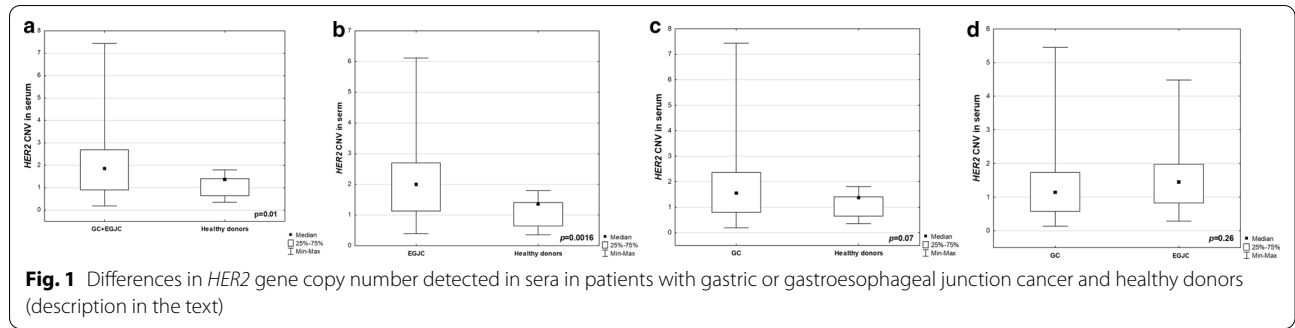 a
8
7
6
5
4
3
2
1
0
HER2 CNV in serum
GC+EGJC
Healthy donors
p=0.01
Median
25%-75%
Min-Max
b
7
6
5
4
3
2
1
0
HER2 CNV in serm
EGJC
Healthy donors
p=0.0016
Median
25%-75%
Min-Max
c
8
7
6
5
4
3
2
1
0
HER2 CNV in serum
GC
Healthy donors
p=0.07
Median
25%-75%
Min-Max
d
6
5
4
3
2
1
0
HER2 CNV in serum
GC
EGJC
p=0.26
Median
25%-75%
Min-Max
Fig. 1 Differences in HER2 gene copy number detected in sera in patients with gastric or gastroesophageal junction cancer and healthy donors
(description in the text)